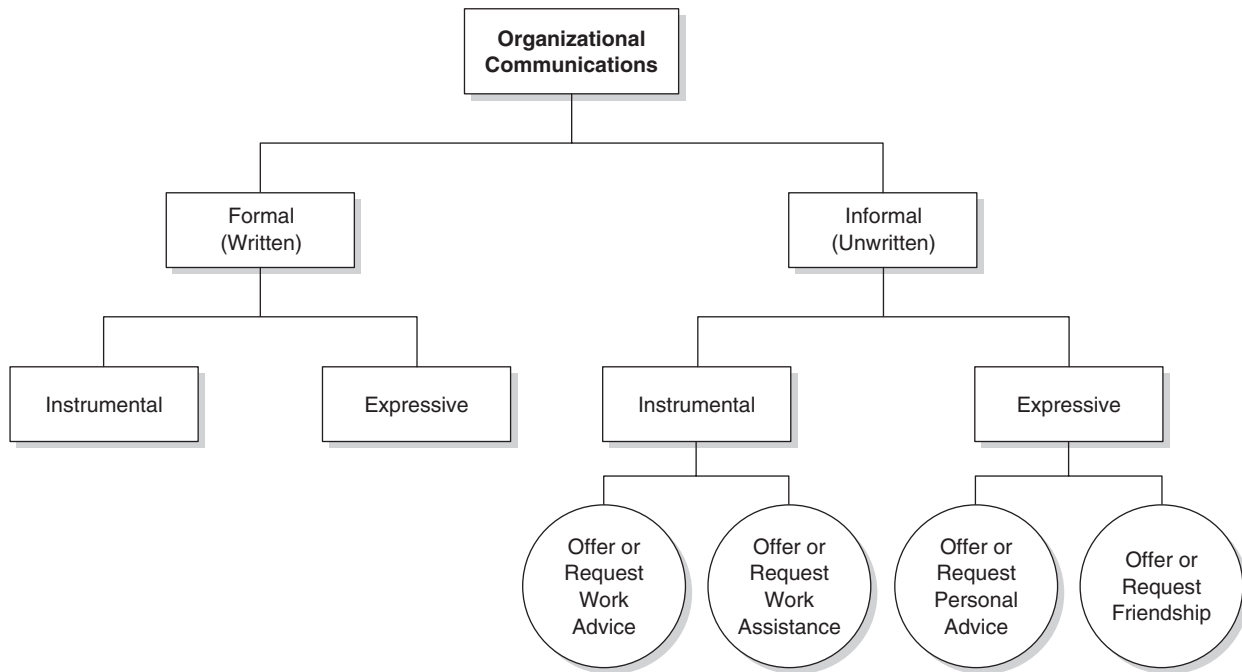 Organizational
Communications
Formal
(Written)
Informal
(Unwritten)
Instrumental
Expressive
Instrumental
Expressive
Offer or
Request
Work
Advice
Offer or
Request
Work
Assistance
Offer or
Request
Personal
Advice
Offer or
Request
Friendship